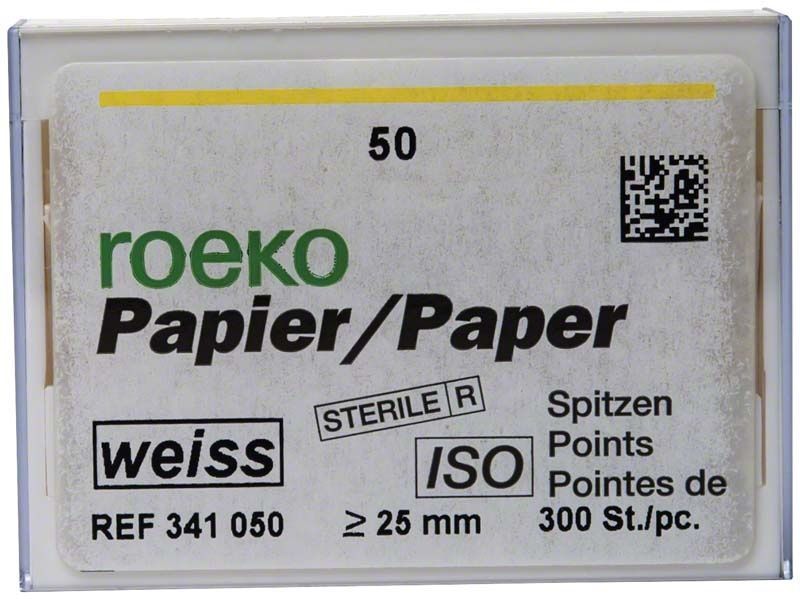 50
roeko
Papier/Paper
STERILE R
weiss
ISO
Spitzen
Points
Pointes de
REF 341 050
≥ 25 mm
300 St./pc.